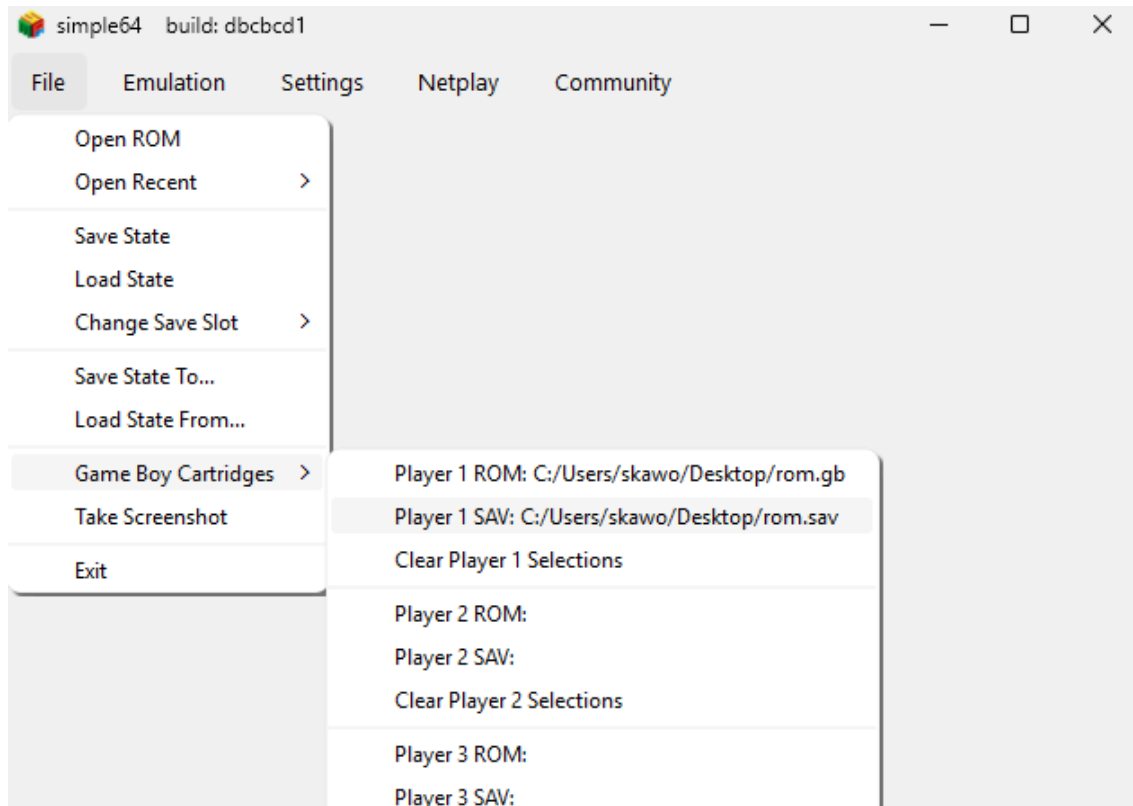 simple64 build: dbcbcd1
File Emulation Settings Netplay Community
Open ROM
Open Recent
Save State
Load State
Change Save Slot
Save State To...
Load State From...
Game Boy Cartridges
Take Screenshot
Exit
Player 1 ROM: C:/Users/skawo/Desktop/rom.gb
Player 1 SAV: C:/Users/skawo/Desktop/rom.sav
Clear Player 1 Selections
Player 2 ROM:
Player 2 SAV:
Clear Player 2 Selections
Player 3 ROM:
Player 3 SAV: